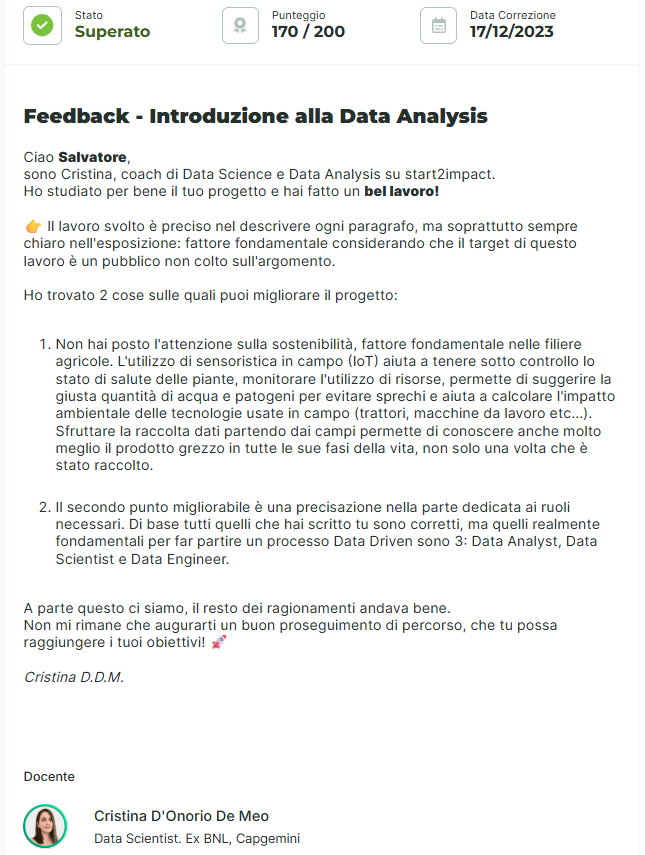 Stato
Superato
Punteggio
170 / 200
Data Correzione
17/12/2023
Feedback - Introduzione alla Data Analysis
Ciao Salvatore,
sono Cristina, coach di Data Science e Data Analysis su start2impact.
Ho studiato per bene il tuo progetto e hai fatto un bel lavoro!
👉 Il lavoro svolto è preciso nel descrivere ogni paragrafo, ma soprattutto sempre
chiaro nell'esposizione: fattore fondamentale considerando che il target di questo
lavoro è un pubblico non colto sull'argomento.
Ho trovato 2 cose sulle quali puoi migliorare il progetto:
1. Non hai posto l'attenzione sulla sostenibilità, fattore fondamentale nelle filiere
agricole. L'utilizzo di sensoristica in campo (IoT) aiuta a tenere sotto controllo lo
stato di salute delle piante, monitorare l'utilizzo di risorse, permette di suggerire la
giusta quantità di acqua e patogeni per evitare sprechi e aiuta a calcolare l'impatto
ambientale delle tecnologie usate in campo (trattori, macchine da lavoro etc...).
Sfruttare la raccolta dati partendo dai campi permette di conoscere anche molto
meglio il prodotto grezzo in tutte le sue fasi della vita, non solo una volta che è
stato raccolto.
2. Il secondo punto migliorabile è una precisazione nella parte dedicata ai ruoli
necessari. Di base tutti quelli che hai scritto tu sono corretti, ma quelli realmente
fondamentali per far partire un processo Data Driven sono 3: Data Analyst, Data
Scientist e Data Engineer.
A parte questo ci siamo, il resto dei ragionamenti andava bene.
Non mi rimane che augurarti un buon proseguimento di percorso, che tu possa
raggiungere i tuoi obiettivi! 🚀
Cristina D.D.M.
Docente
Cristina D'Onorio De Meo
Data Scientist. Ex BNL, Capgemini